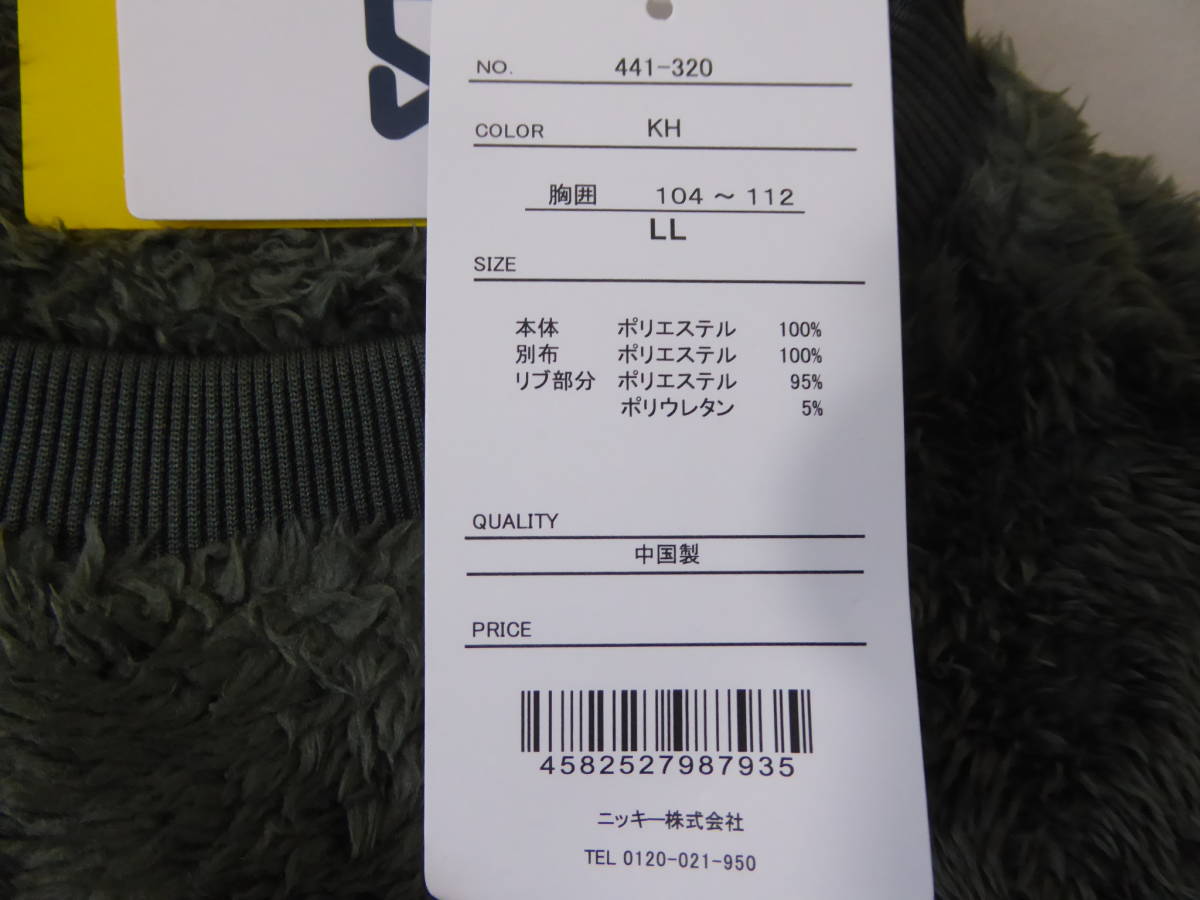 NO. 441-320
COLOR KH
胸囲 104 ~ 112
LL
SIZE
本体 ポリエステル 100%
別布 ポリエステル 100%
リブ部分 ポリエステル 95%
ポリウレタン 5%
QUALITY
中国製
PRICE
4582527987935
ニッキー株式会社
TEL 0120-021-950